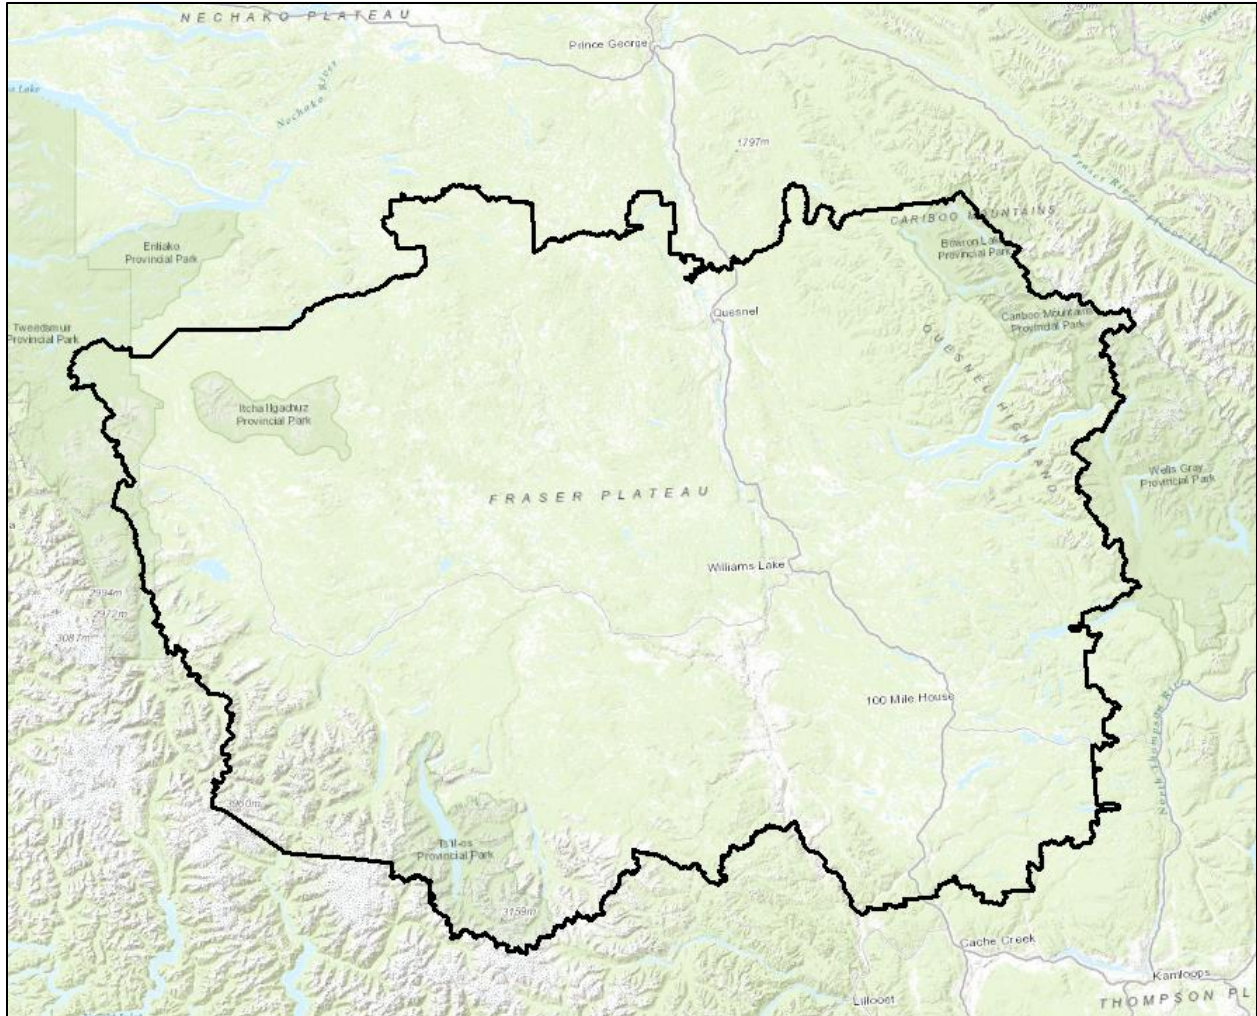 NECHAKO PLATEAU
Prince George
Nechako River
Lake
1797m
Fraser River
CARIBOO MOUNTAINS
Bowron Lake
Provincial Park
Entiako
Provincial Park
Quesnel
Cariboo Mountains
Provincial Park
Tweedsmuir
Provincial Park
QUESNEL HIGHLAND
Itcha Ilgachuz
Provincial Park
Wells Gray
Provincial Park
FRASER PLATEAU
Williams Lake
2994m
2972m
3087m
100 Mile House
North Thompson River
Ts'il-os
Provincial Park
3159m
Cache Creek
Kamloops
Lillooet
THOMPSON PL